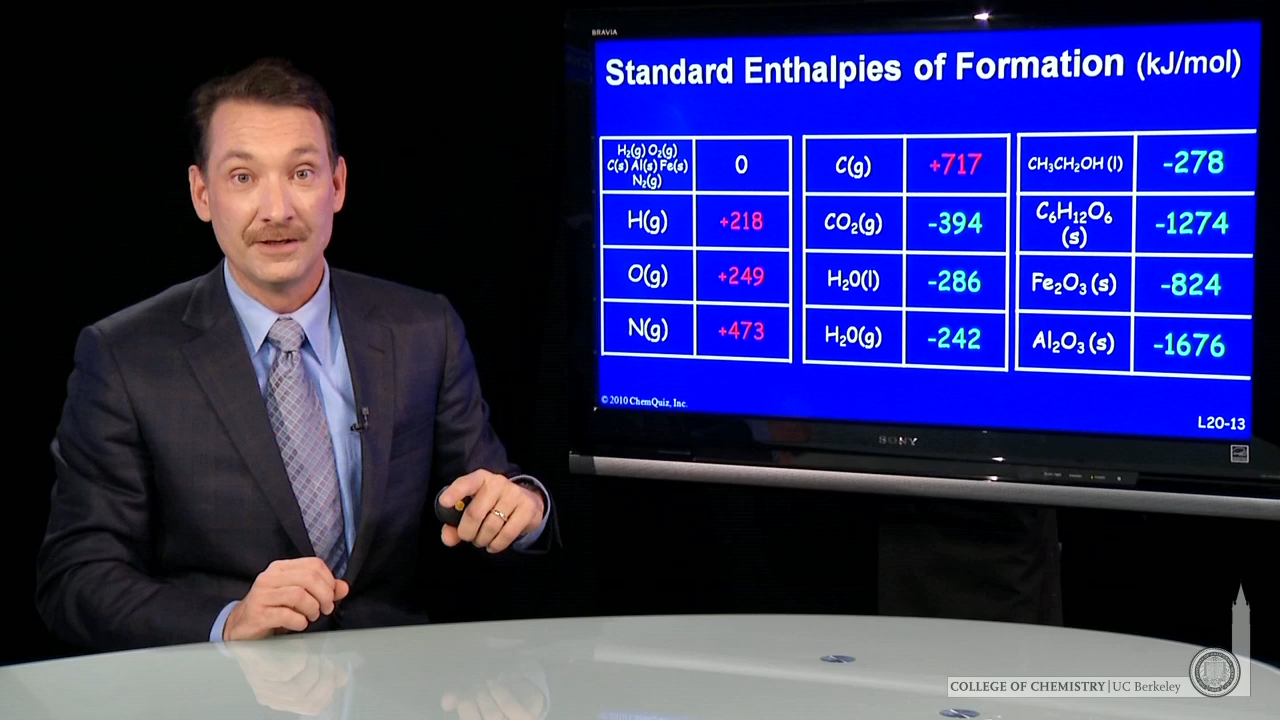 BRAVIA
Standard Enthalpies of Formation (kJ/mol)
H₂(g) O₂(g)
C(s) Al(s) Fe(s)
N₂(g)
0
H(g)
+218
O(g)
+249
N(g)
+473
C(g)
+717
CO₂(g)
-394
H₂0(l)
-286
H₂0(g)
-242
CH₃CH₂OH (l)
-278
C₆H₁₂O₆
(s)
-1274
Fe₂O₃ (s)
-824
Al₂O₃ (s)
-1676
© 2010 ChemQuiz, Inc.
L20-13
SONY
COLLEGE OF CHEMISTRY | UC Berkeley